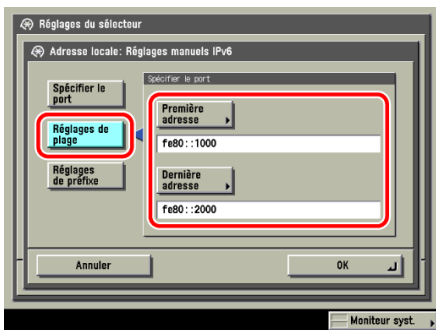 Réglages du sélecteur
Adresse locale: Réglages manuels IPv6
Spécifier le
port
Réglages de
plage
Réglages
de préfixe
Spécifier le port
Première
adresse
fe80::1000
Dernière
adresse
fe80::2000
Annuler
OK
Moniteur syst.